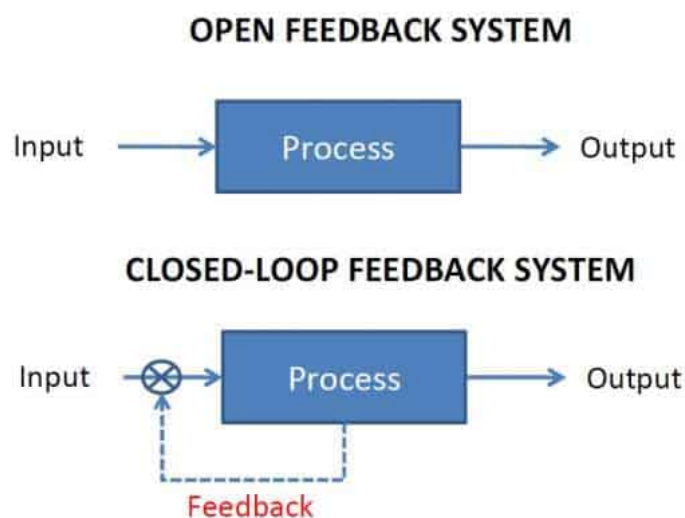 OPEN FEEDBACK SYSTEM
Input
Process
Output
CLOSED-LOOP FEEDBACK SYSTEM
Input
Process
Output
Feedback